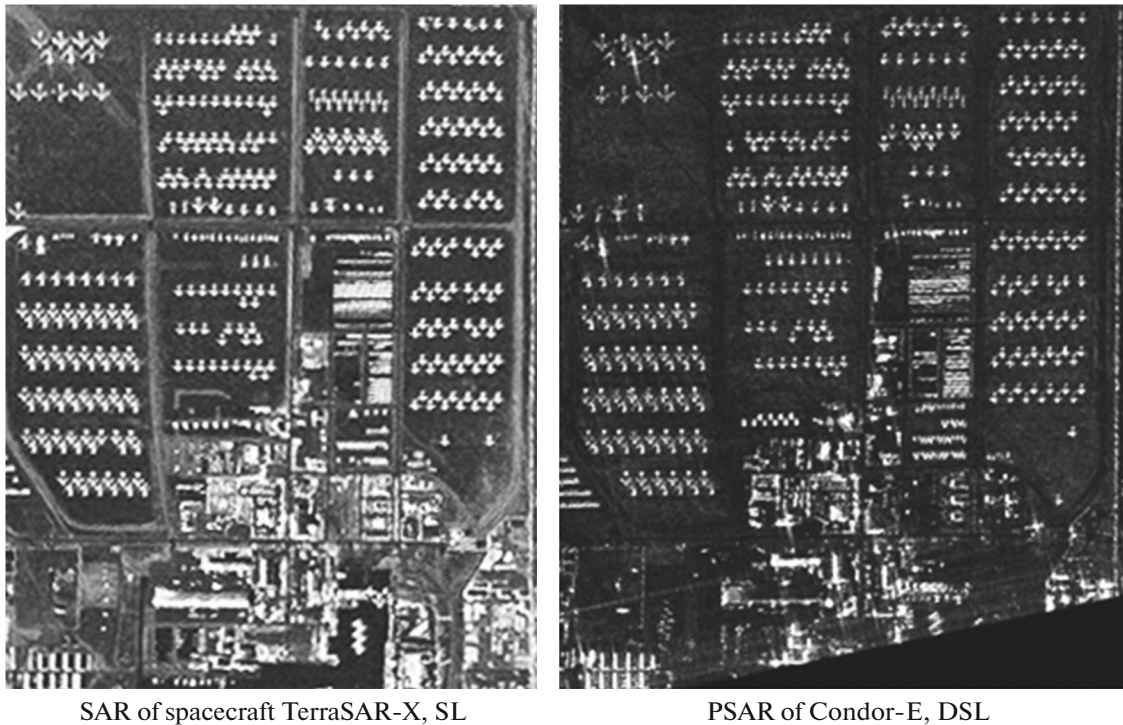 SAR of spacecraft TerraSAR-X, SL
PSAR of Condor-E, DSL